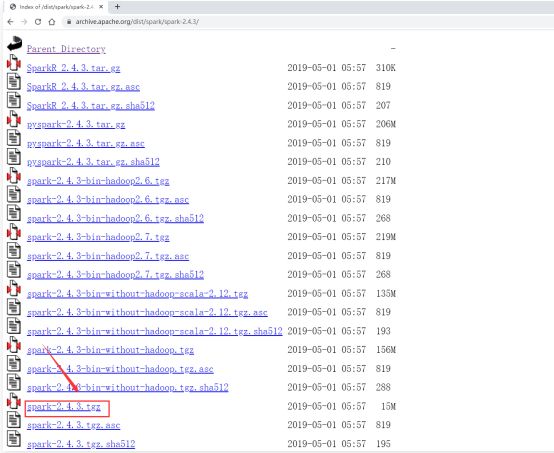 Index of /dist/spark/spark-2.4.3
archive.apache.org/dist/spark/spark-2.4.3/
Parent Directory -
SparkR_2.4.3.tar.gz 2019-05-01 05:57 310K
SparkR_2.4.3.tar.gz.asc 2019-05-01 05:57 819
SparkR_2.4.3.tar.gz.sha512 2019-05-01 05:57 207
pyspark-2.4.3.tar.gz 2019-05-01 05:57 206M
pyspark-2.4.3.tar.gz.asc 2019-05-01 05:57 819
pyspark-2.4.3.tar.gz.sha512 2019-05-01 05:57 210
spark-2.4.3-bin-hadoop2.6.tgz 2019-05-01 05:57 217M
spark-2.4.3-bin-hadoop2.6.tgz.asc 2019-05-01 05:57 819
spark-2.4.3-bin-hadoop2.6.tgz.sha512 2019-05-01 05:57 268
spark-2.4.3-bin-hadoop2.7.tgz 2019-05-01 05:57 219M
spark-2.4.3-bin-hadoop2.7.tgz.asc 2019-05-01 05:57 819
spark-2.4.3-bin-hadoop2.7.tgz.sha512 2019-05-01 05:57 268
spark-2.4.3-bin-without-hadoop-scala-2.12.tgz 2019-05-01 05:57 135M
spark-2.4.3-bin-without-hadoop-scala-2.12.tgz.asc 2019-05-01 05:57 819
spark-2.4.3-bin-without-hadoop-scala-2.12.tgz.sha512 2019-05-01 05:57 193
spark-2.4.3-bin-without-hadoop.tgz 2019-05-01 05:57 156M
spark-2.4.3-bin-without-hadoop.tgz.asc 2019-05-01 05:57 819
spark-2.4.3-bin-without-hadoop.tgz.sha512 2019-05-01 05:57 288
spark-2.4.3.tgz 2019-05-01 05:57 15M
spark-2.4.3.tgz.asc 2019-05-01 05:57 819
spark-2.4.3.tgz.sha512 2019-05-01 05:57 195